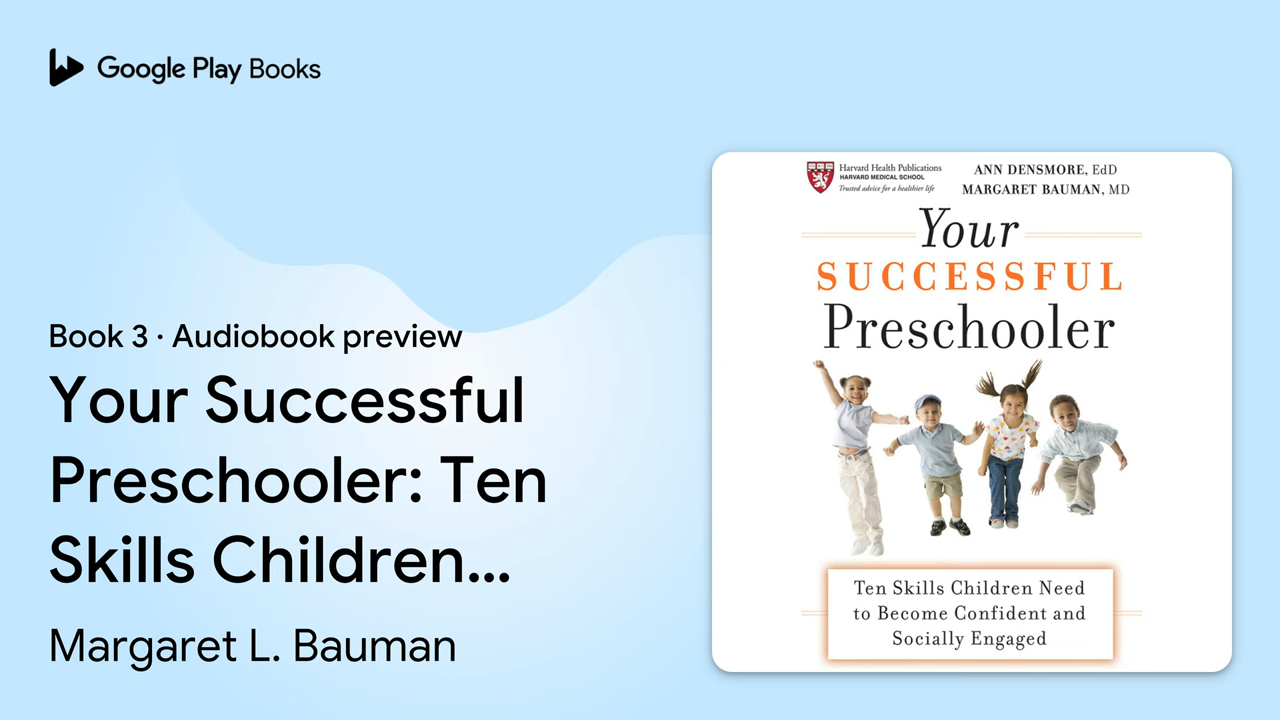 Google Play Books
Book 3 · Audiobook preview
Your Successful
Preschooler: Ten
Skills Children...
Margaret L. Bauman
Harvard Health Publications
HARVARD MEDICAL SCHOOL
Trusted advice for a healthier life
ANN DENSMORE, EdD
MARGARET BAUMAN, MD
Your
SUCCESSFUL
Preschooler
Ten Skills Children Need
to Become Confident and
Socially Engaged